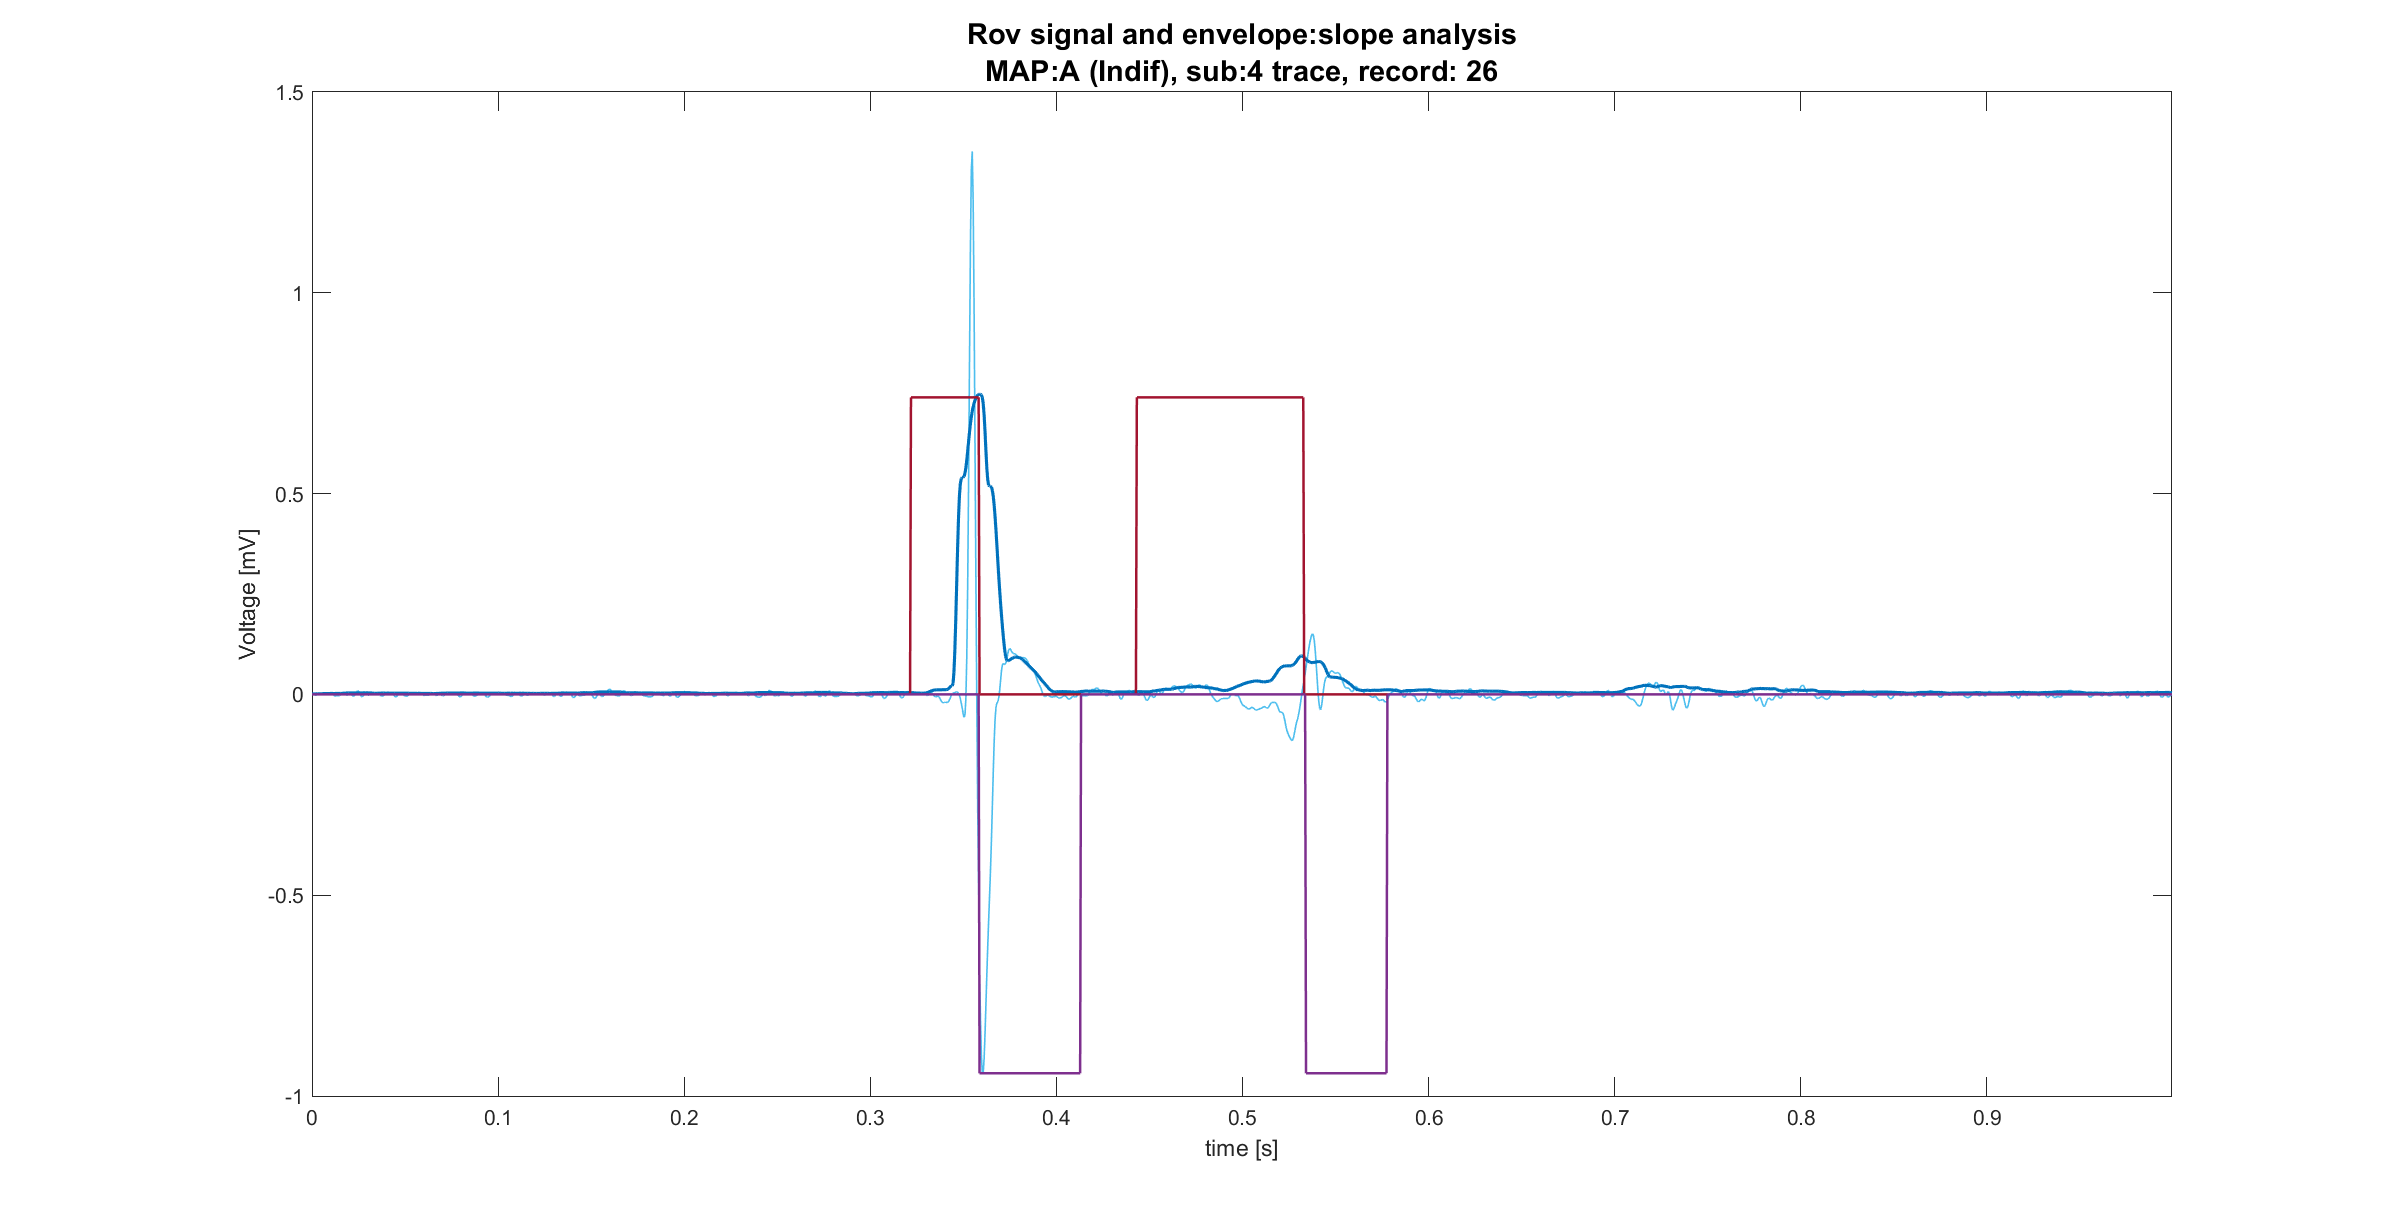 Rov signal and envelope:slope analysis
MAP:A (Indif), sub:4 trace, record: 26
1.5
1
0.5
0
-0.5
-1
Voltage [mV]
0 0.1 0.2 0.3 0.4 0.5 0.6 0.7 0.8 0.9
time [s]